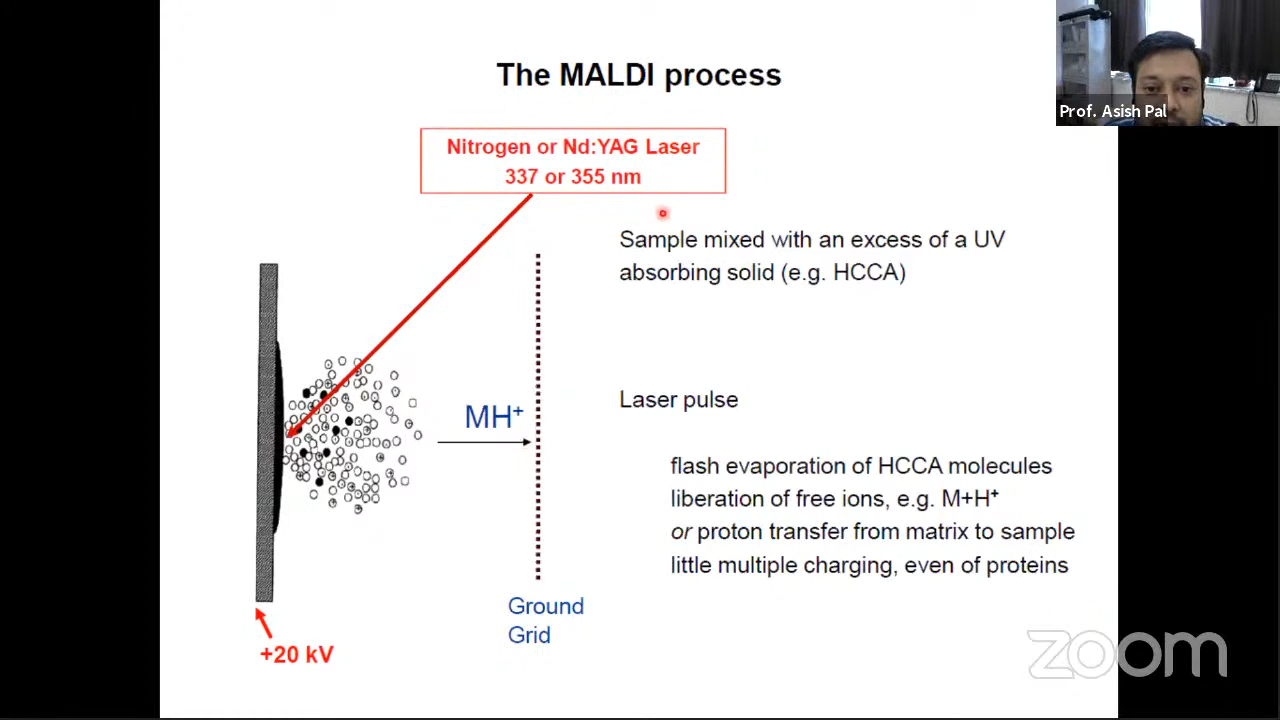 The MALDI process
Prof. Asish Pal
Nitrogen or Nd:YAG Laser
337 or 355 nm
Sample mixed with an excess of a UV
absorbing solid (e.g. HCCA)
MH⁺
Laser pulse
flash evaporation of HCCA molecules
liberation of free ions, e.g. M+H⁺
or proton transfer from matrix to sample
little multiple charging, even of proteins
Ground
Grid
+20 kV
zoom